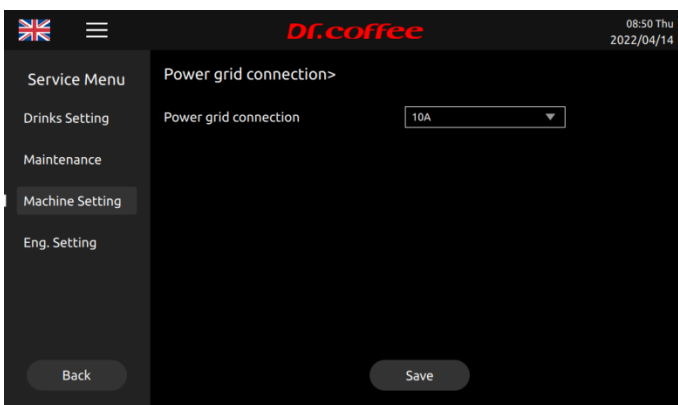 Dr.coffee
08:50 Thu
2022/04/14
Service Menu
Drinks Setting
Maintenance
Machine Setting
Eng. Setting
Back
Power grid connection>
Power grid connection
10A
Save